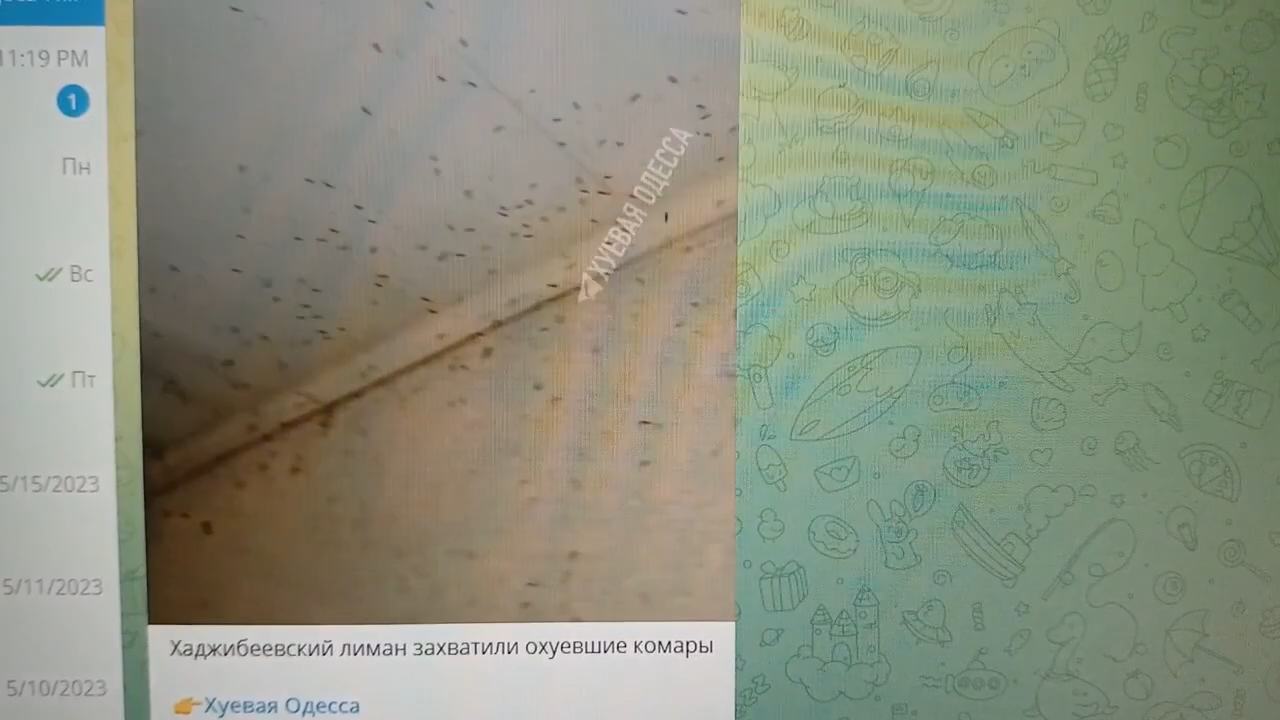 11:19 PM
1
Пн
Вс
Пт
5/15/2023
5/11/2023
5/10/2023
ХУЕВАЯ ОДЕССА
Хаджибеевский лиман захватили охуевшие комары
Хуевая Одесса